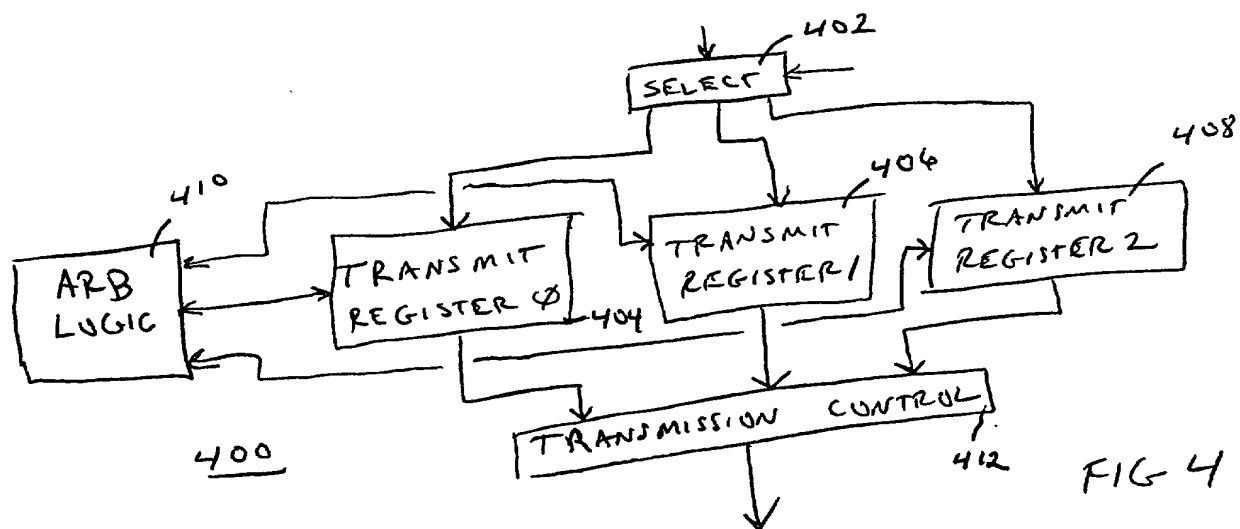 402
SELECT
408
406
410
TRANSMIT
REGISTER 2
TRANSMIT
REGISTER 1
TRANSMIT
REGISTER Ø
ARB
LOGIC
404
TRANSMISSION CONTROL
400
412
FIG 4